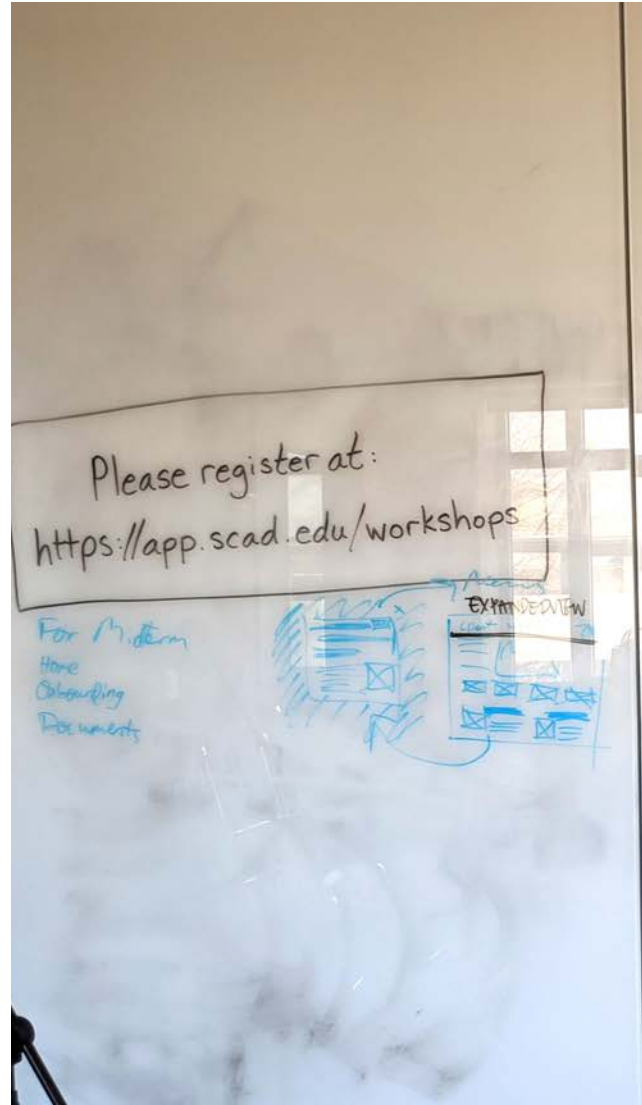 Please register at:
https://app.scad.edu/workshops
EXPANDED VIEW
For Midterm
Home
Onboarding
Documents